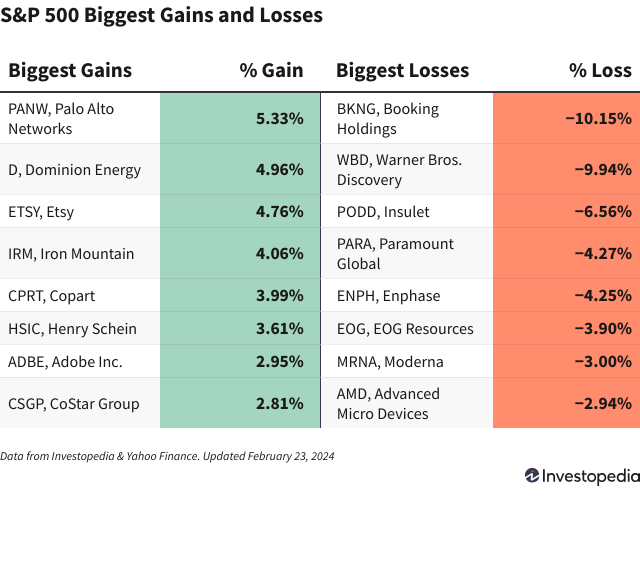 S&P 500 Biggest Gains and Losses
Biggest Gains % Gain Biggest Losses % Loss
PANW, Palo Alto
Networks
5.33%
BKNG, Booking
Holdings
−10.15%
D, Dominion Energy
4.96%
WBD, Warner Bros.
Discovery
−9.94%
ETSY, Etsy
4.76%
PODD, Insulet
−6.56%
IRM, Iron Mountain
4.06%
PARA, Paramount
Global
−4.27%
CPRT, Copart
3.99%
ENPH, Enphase
−4.25%
HSIC, Henry Schein
3.61%
EOG, EOG Resources
−3.90%
ADBE, Adobe Inc.
2.95%
MRNA, Moderna
−3.00%
CSGP, CoStar Group
2.81%
AMD, Advanced
Micro Devices
−2.94%
Data from Investopedia & Yahoo Finance. Updated February 23, 2024
Investopedia